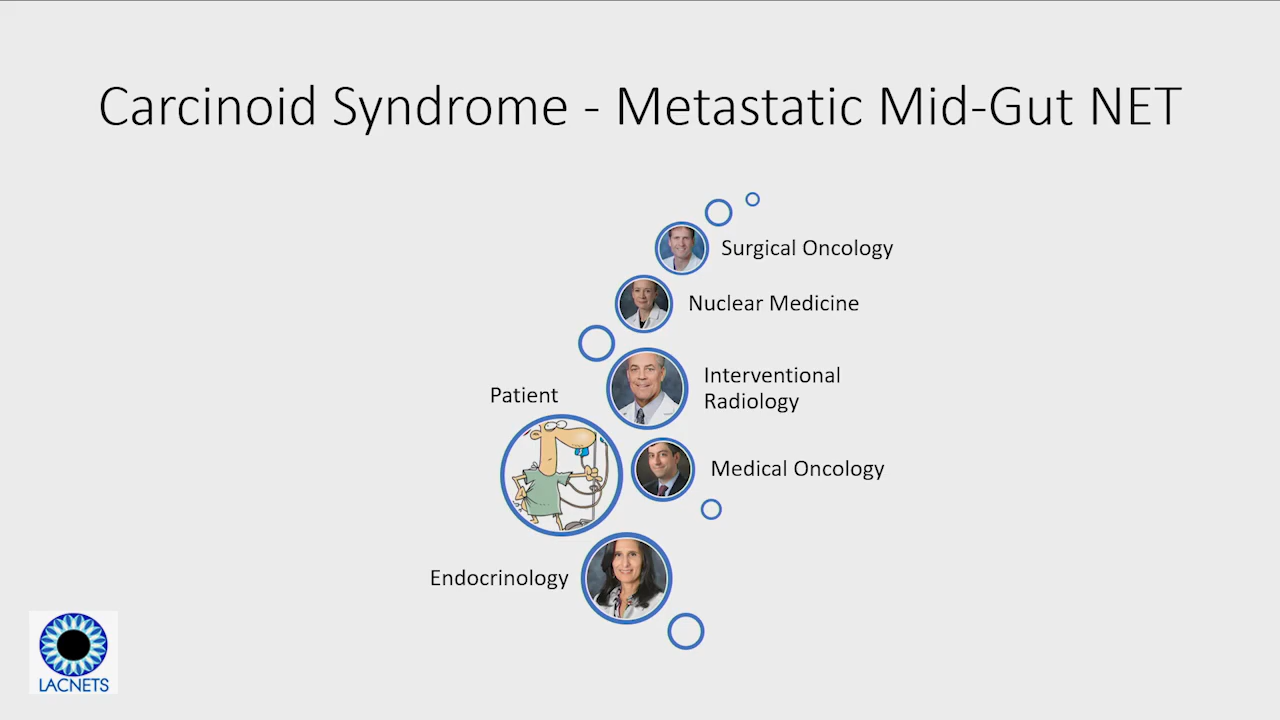 Carcinoid Syndrome - Metastatic Mid-Gut NET
Surgical Oncology
Nuclear Medicine
Interventional
Radiology
Patient
Medical Oncology
Endocrinology
LACNETS